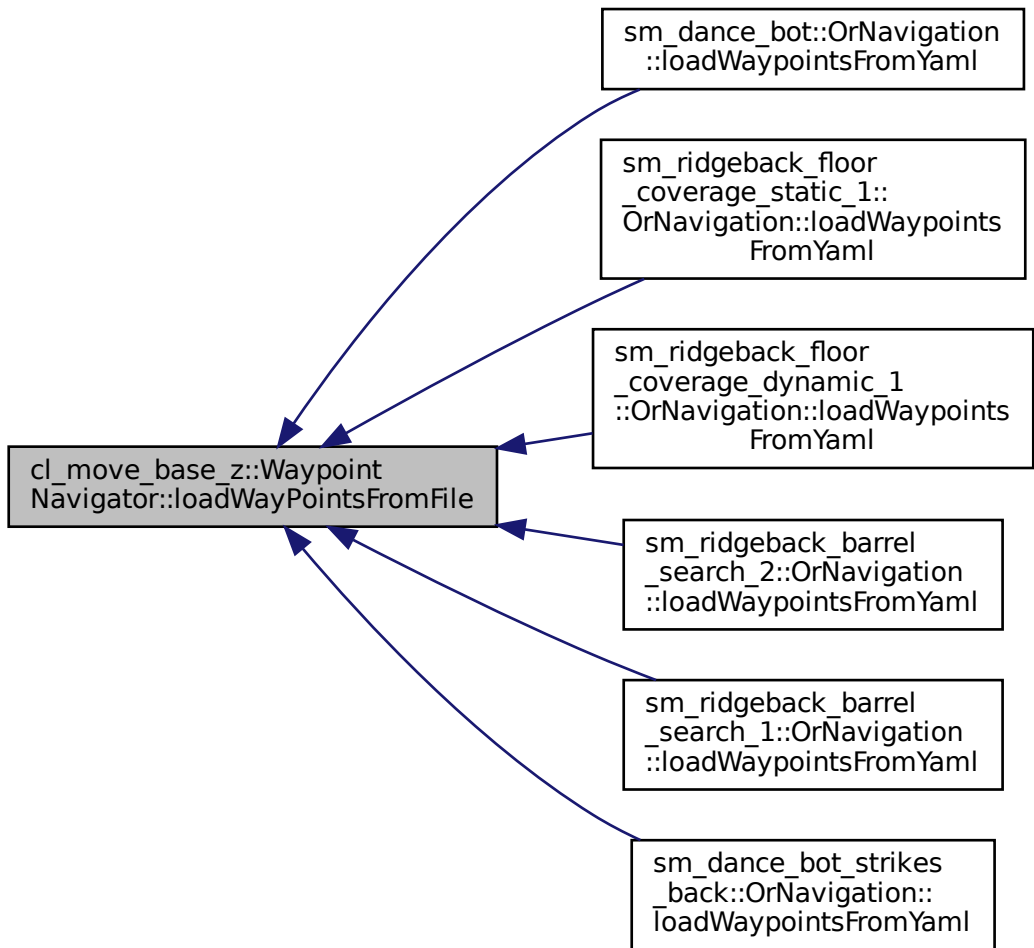 sm_dance_bot::OrNavigation
::loadWaypointsFromYaml
sm_ridgeback_floor
_coverage_static_1::
OrNavigation::loadWaypoints
FromYaml
sm_ridgeback_floor
_coverage_dynamic_1
::OrNavigation::loadWaypoints
FromYaml
cl_move_base_z::Waypoint
Navigator::loadWayPointsFromFile
sm_ridgeback_barrel
_search_2::OrNavigation
::loadWaypointsFromYaml
sm_ridgeback_barrel
_search_1::OrNavigation
::loadWaypointsFromYaml
sm_dance_bot_strikes
_back::OrNavigation::
loadWaypointsFromYaml